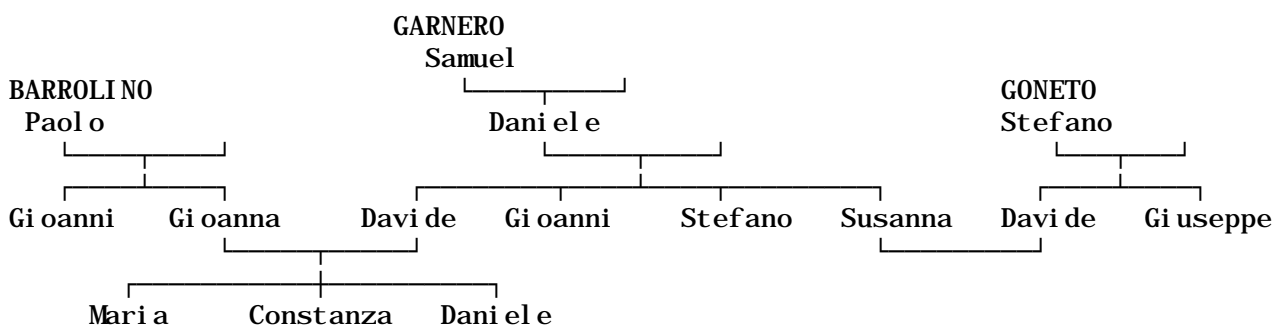 GARNERO
Samuel
BARROLINO GONETO
Paolo Daniele Stefano
Gioanni Gioanna Davide Gioanni Stefano Susanna Davide Giuseppe
Maria Constanza Daniele